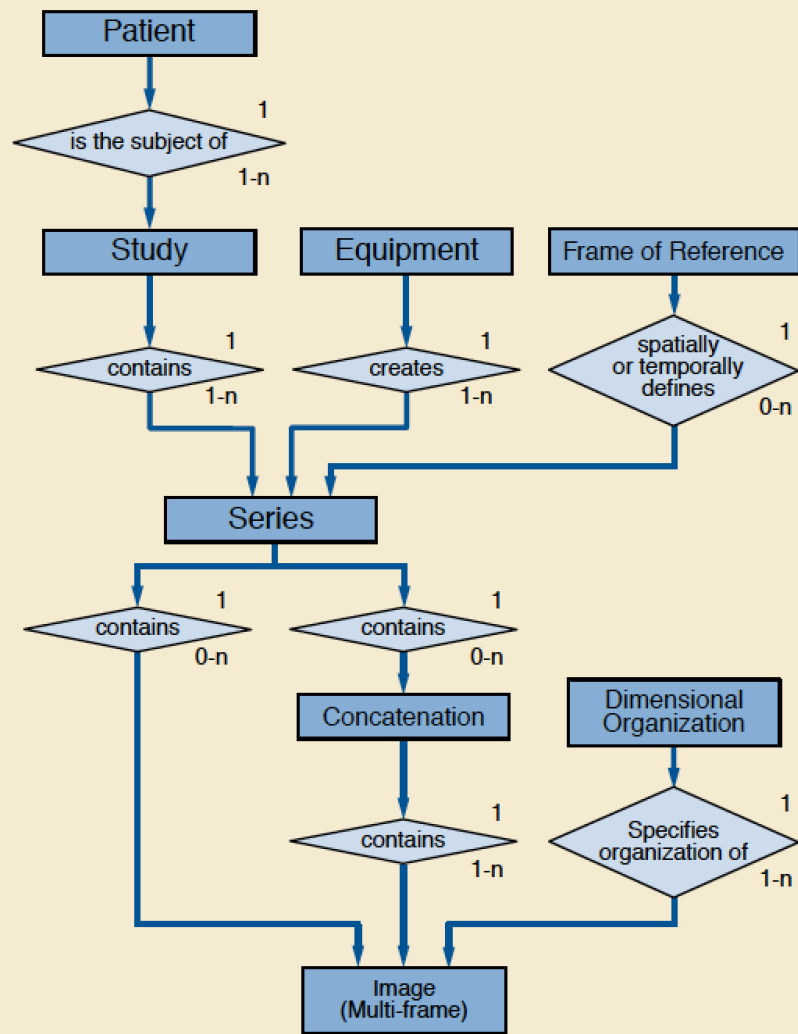 Patient
1
is the subject of
1-n
Study
Equipment
Frame of Reference
1
contains
1-n
1
creates
1-n
1
spatially
or temporally
defines
0-n
Series
1
contains
0-n
1
contains
0-n
Concatenation
Dimensional
Organization
1
contains
1-n
1
Specifies
organization of
1-n
Image
(Multi-frame)